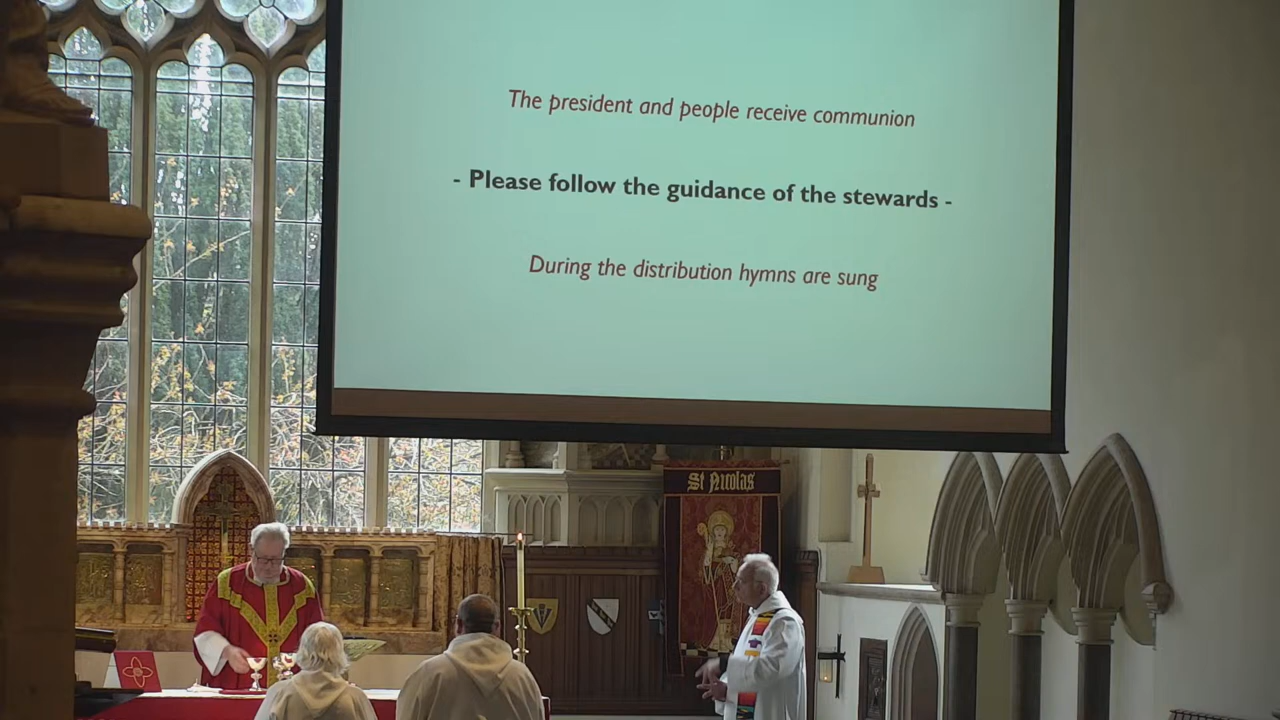 The president and people receive communion
- Please follow the guidance of the stewards -
During the distribution hymns are sung
St Nicolas